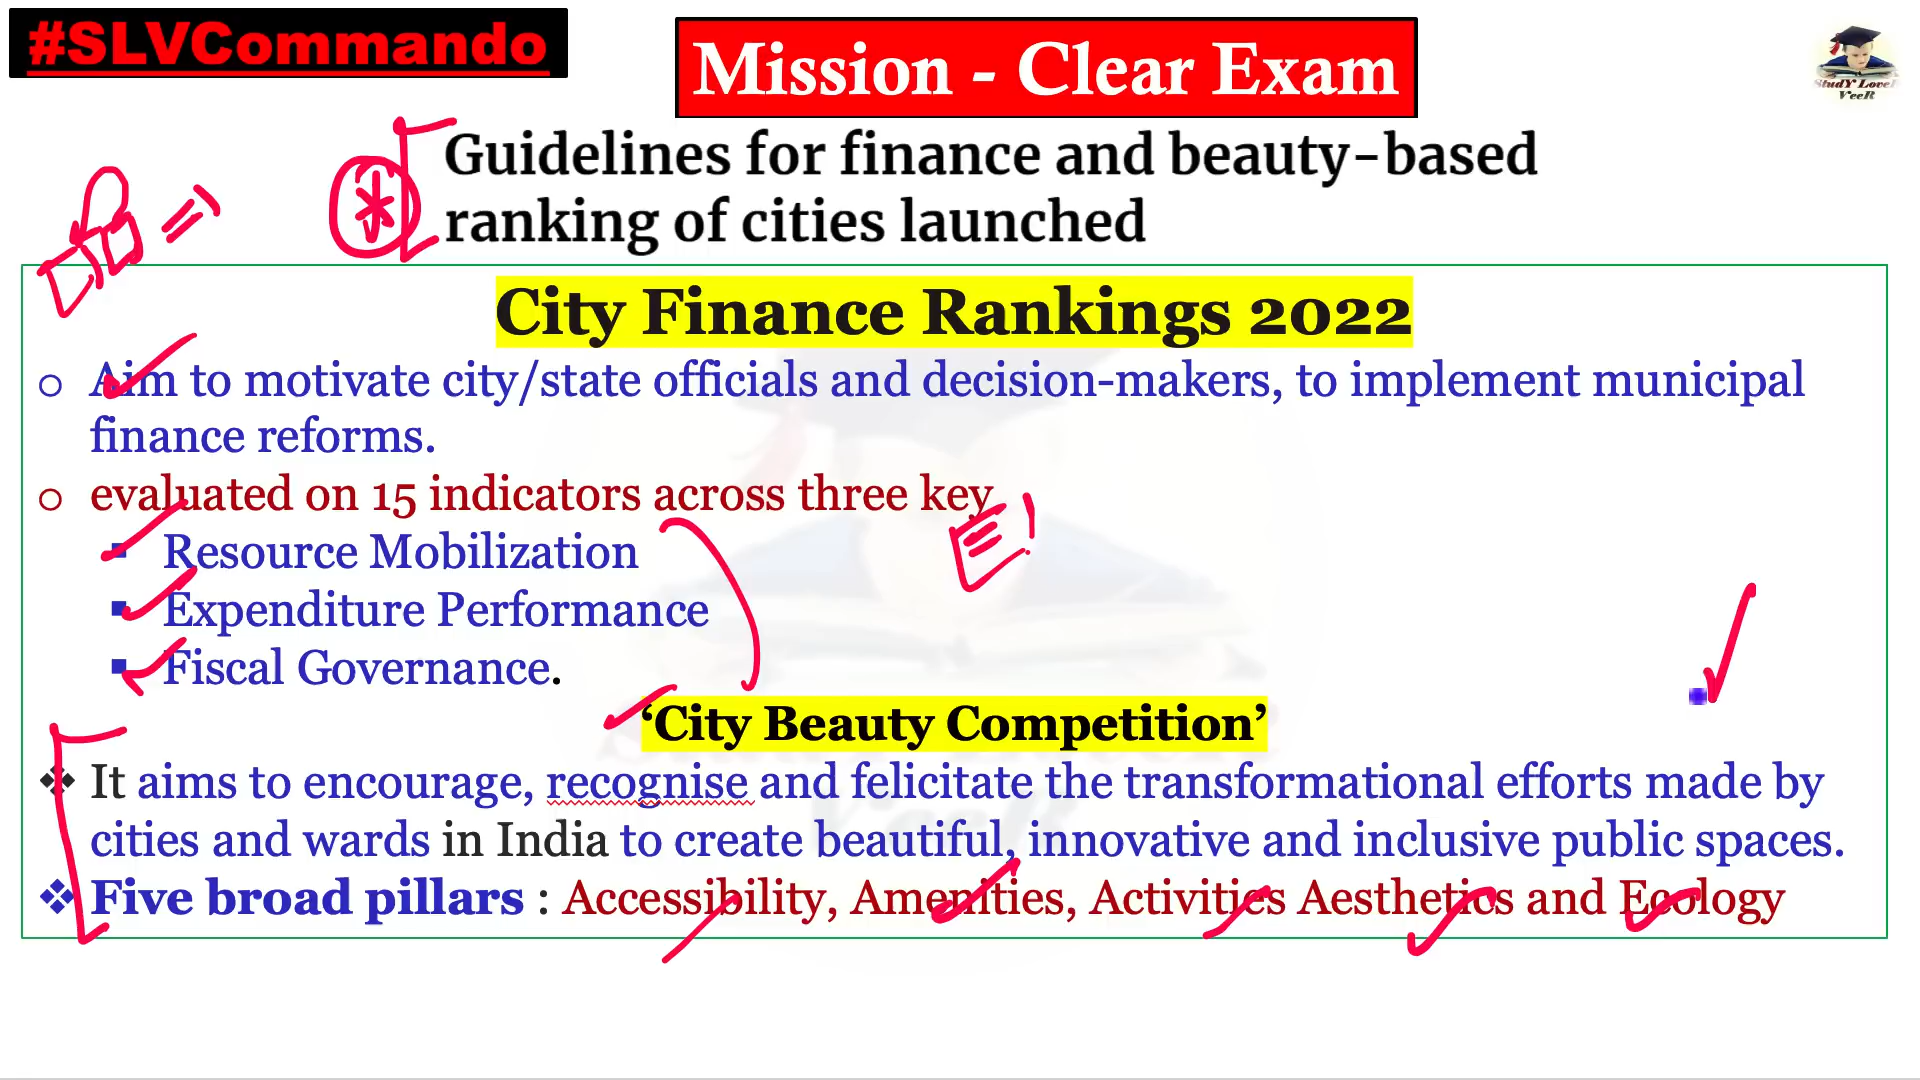 #SLVCommando
Mission - Clear Exam
StudY LoveR
VeeR
Guidelines for finance and beauty-based
ranking of cities launched
City Finance Rankings 2022
Aim to motivate city/state officials and decision-makers, to implement municipal
finance reforms.
evaluated on 15 indicators across three key
Resource Mobilization
Expenditure Performance
Fiscal Governance.
‘City Beauty Competition’
It aims to encourage, recognise and felicitate the transformational efforts made by
cities and wards in India to create beautiful, innovative and inclusive public spaces.
Five broad pillars : Accessibility, Amenities, Activities Aesthetics and Ecology